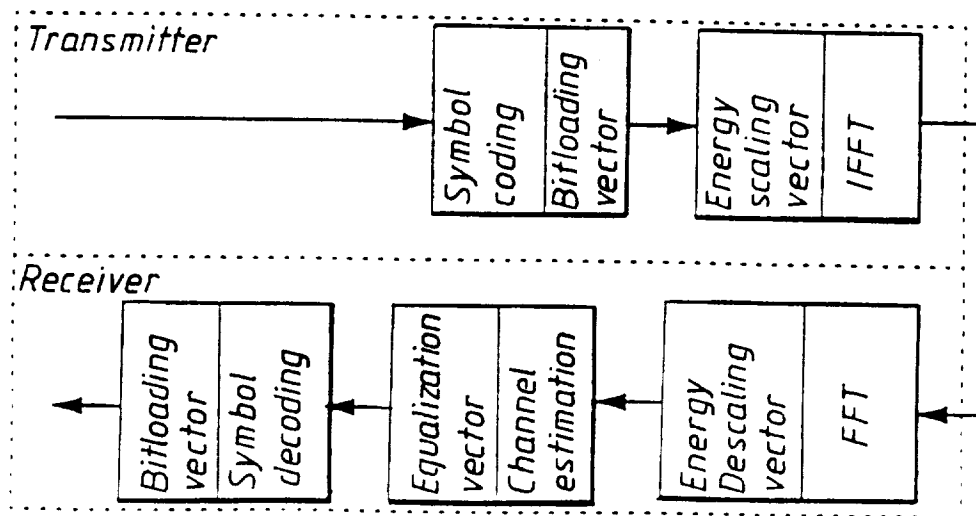 Transmitter
Symbol
coding
Bitloading
vector
Energy
scaling
vector
IFFT
Receiver
Bitloading
vector
Symbol
decoding
Equalization
vector
Channel
estimation
Energy
Descaling
vector
FFT